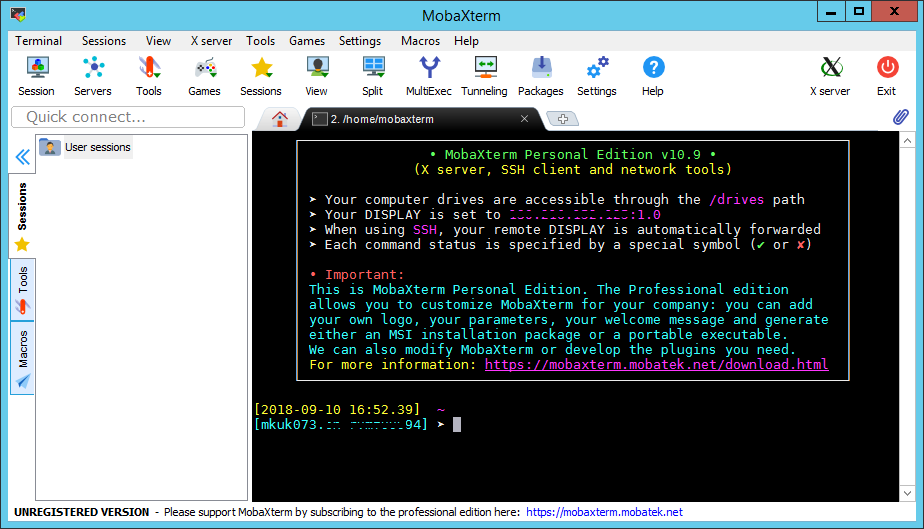 MobaXterm
Terminal Sessions View X server Tools Games Settings Macros Help
Session Servers Tools Games Sessions View Split MultiExec Tunneling Packages Settings Help X server Exit
Quick connect...
2. /home/mobaxterm
User sessions
Sessions
Tools
Macros
• MobaXterm Personal Edition v10.9 •
(X server, SSH client and network tools)
➤ Your computer drives are accessible through the /drives path
➤ Your DISPLAY is set to :1.0
➤ When using SSH, your remote DISPLAY is automatically forwarded
➤ Each command status is specified by a special symbol (✔ or ✘)
• Important:
This is MobaXterm Personal Edition. The Professional edition
allows you to customize MobaXterm for your company: you can add
your own logo, your parameters, your welcome message and generate
either an MSI installation package or a portable executable.
We can also modify MobaXterm or develop the plugins you need.
For more information: https://mobaxterm.mobatek.net/download.html
[2018-09-10 16:52.39] ~
[mkuk073. 94] ➤
UNREGISTERED VERSION - Please support MobaXterm by subscribing to the professional edition here: https://mobaxterm.mobatek.net